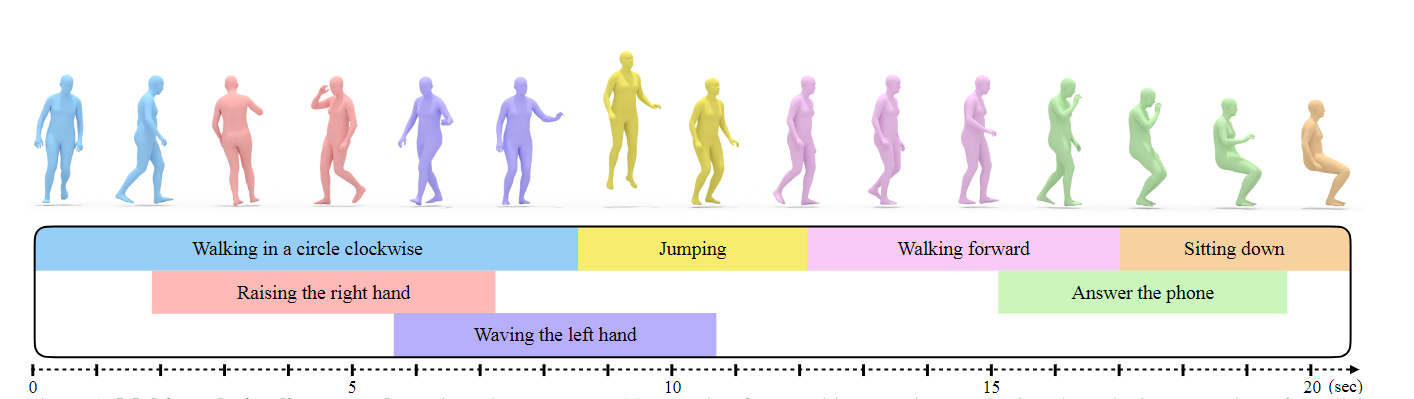 Walking in a circle clockwise
Jumping
Walking forward
Sitting down
Raising the right hand
Answer the phone
Waving the left hand
0 5 10 15 20 (sec)